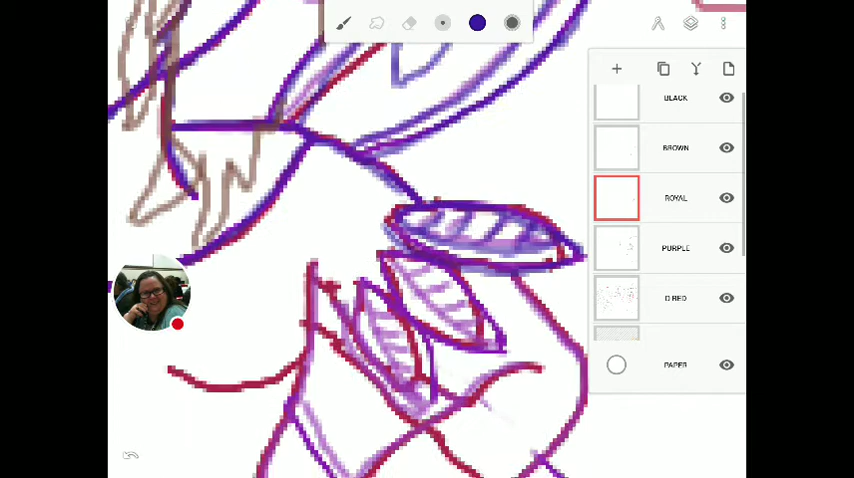 BLACK
BROWN
ROYAL
PURPLE
D.RED
PAPER